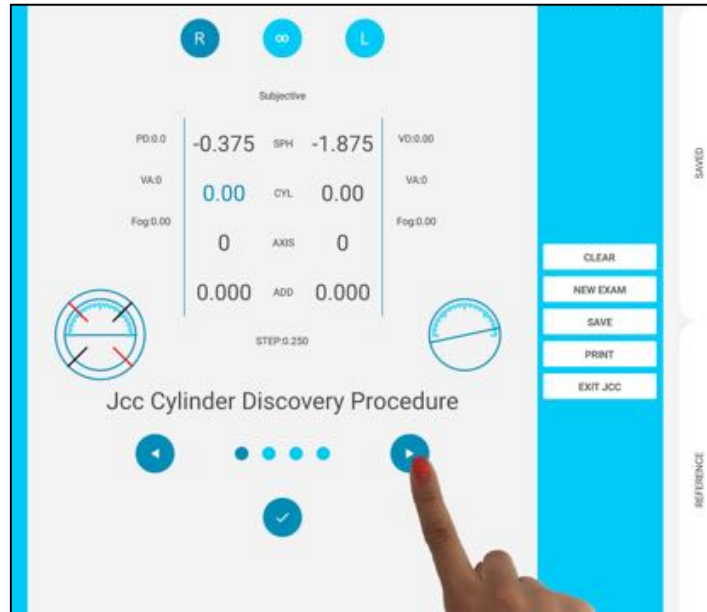 R ∞ L
Subjective
PD:0.0 -0.375 SPH -1.875 VD:0.00
VA:0 0.00 CYL 0.00 VA:0
Fog:0.00 0 AXIS 0 Fog:0.00
0.000 ADD 0.000
STEP:0.250
Jcc Cylinder Discovery Procedure
CLEAR
NEW EXAM
SAVE
PRINT
EXIT JCC
SAVED
REFERENCE